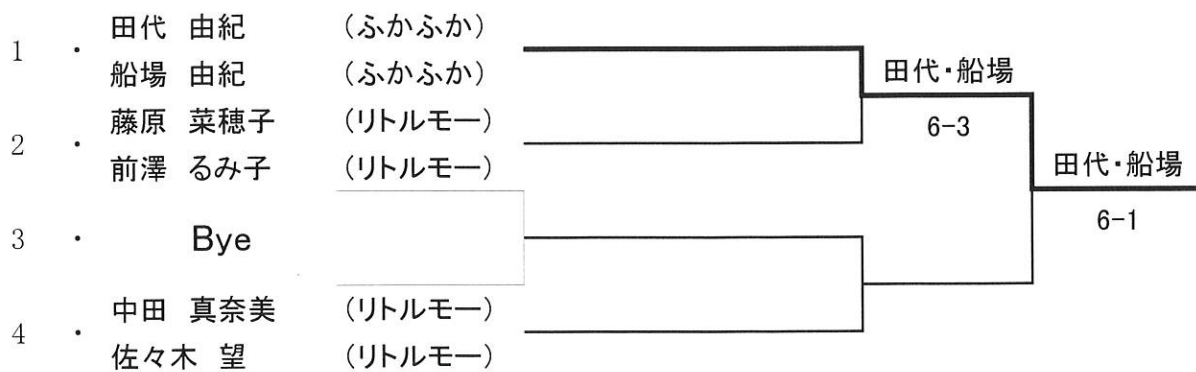 田代 由紀 (ふかふか)
1 ・
船場 由紀 (ふかふか)
田代・船場
藤原 菜穂子 (リトルモー)
6-3
2 ・
前澤 るみ子 (リトルモー)
田代・船場
6-1
3 ・ Bye
中田 真奈美 (リトルモー)
4 ・
佐々木 望 (リトルモー)